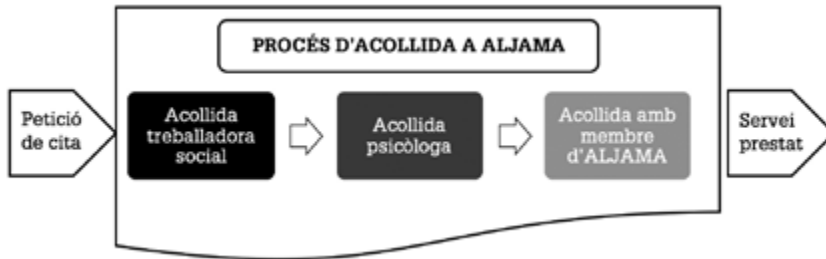 PROCÉS D'ACOLLIDA A ALJAMA
Petició
de cita
Acollida
treballadora
social
Acollida
psicòloga
Acollida amb
membre
d'ALJAMA
Servei
prestat